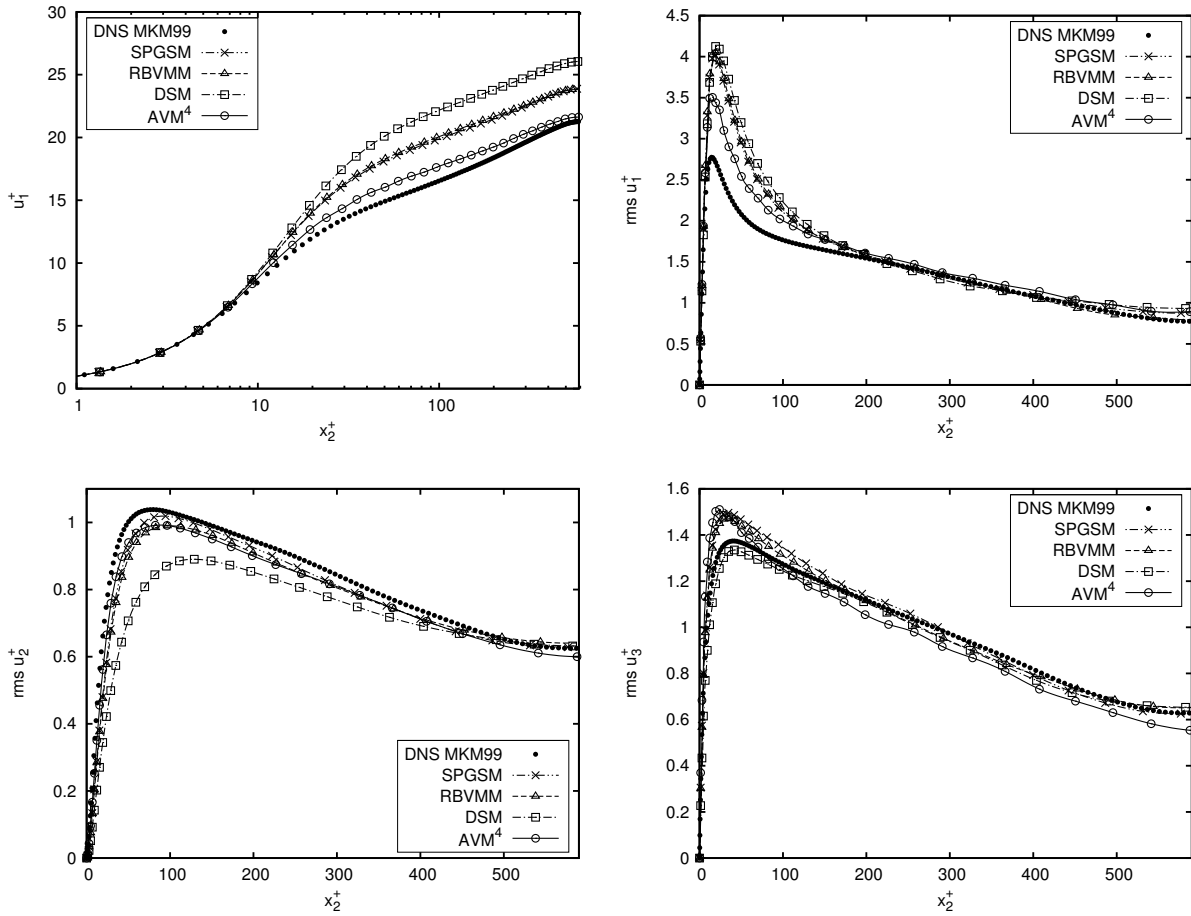 30
25
20
15
10
5
0
1
10
100
u₁⁺
x₂⁺
DNS MKM99
SPGSM
RBVMM
DSM
AVM⁴
4.5
4
3.5
3
2.5
2
1.5
1
0.5
0
0
100
200
300
400
500
rms u₁⁺
x₂⁺
DNS MKM99
SPGSM
RBVMM
DSM
AVM⁴
1
0.8
0.6
0.4
0.2
0
0
100
200
300
400
500
rms u₂⁺
x₂⁺
DNS MKM99
SPGSM
RBVMM
DSM
AVM⁴
1.6
1.4
1.2
1
0.8
0.6
0.4
0.2
0
0
100
200
300
400
500
rms u₃⁺
x₂⁺
DNS MKM99
SPGSM
RBVMM
DSM
AVM⁴